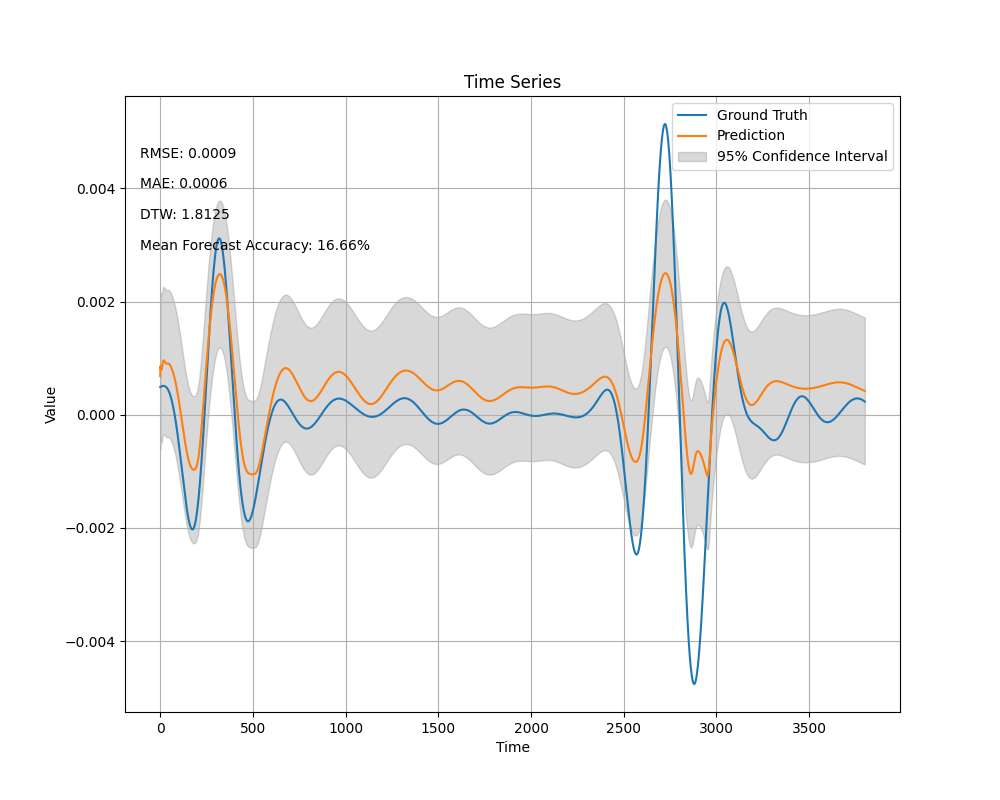 Time Series
Ground Truth
Prediction
95% Confidence Interval
RMSE: 0.0009
MAE: 0.0006
DTW: 1.8125
Mean Forecast Accuracy: 16.66%
0.004
0.002
0.000
−0.002
−0.004
Value
0 500 1000 1500 2000 2500 3000 3500
Time